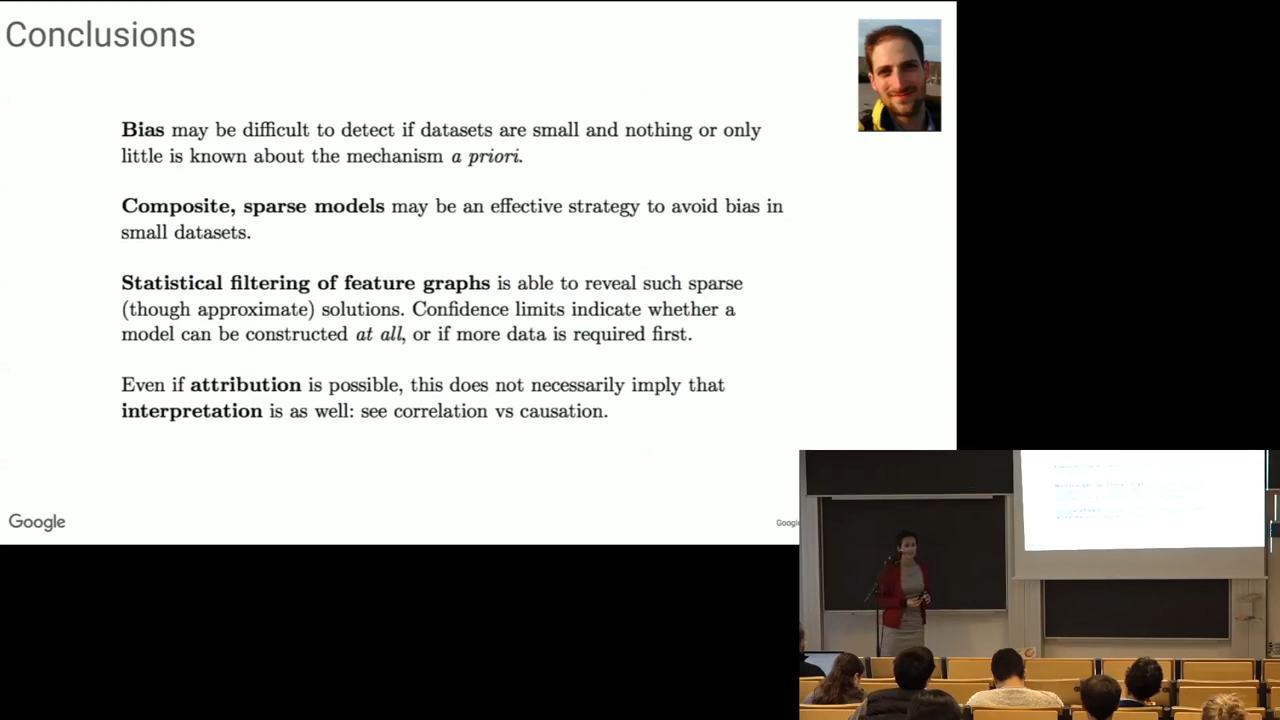 Conclusions
Bias may be difficult to detect if datasets are small and nothing or only
little is known about the mechanism a priori.
Composite, sparse models may be an effective strategy to avoid bias in
small datasets.
Statistical filtering of feature graphs is able to reveal such sparse
(though approximate) solutions. Confidence limits indicate whether a
model can be constructed at all, or if more data is required first.
Even if attribution is possible, this does not necessarily imply that
interpretation is as well: see correlation vs causation.
Google
Google